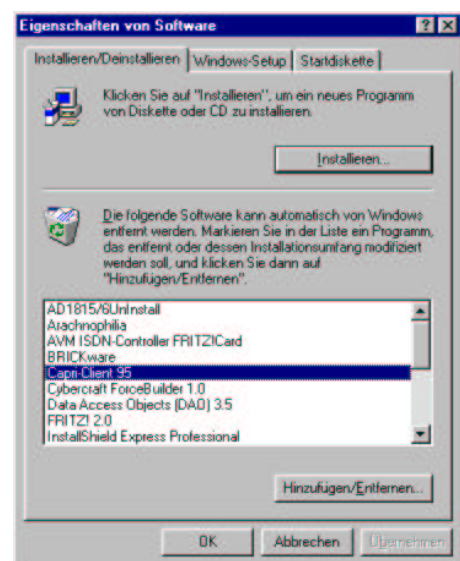 Eigenschaften von Software
Installieren/Deinstallieren Windows-Setup Startdiskette
Klicken Sie auf "Installieren", um ein neues Programm
von Diskette oder CD zu installieren.
Installieren...
Die folgende Software kann automatisch von Windows
entfernt werden. Markieren Sie in der Liste ein Programm,
das entfernt oder dessen Installationsumfang modifiziert
werden soll, und klicken Sie dann auf
"Hinzufügen/Entfernen".
AD1815/6UnInstall
Arachnophilia
AVM ISDN-Controller FRITZ!Card
BRICKware
Capri-Client 95
Cybercraft ForceBuilder 1.0
Data Access Objects (DAO) 3.5
FRITZ! 2.0
InstallShield Express Professional
Hinzufügen/Entfernen...
OK Abbrechen Übernehmen